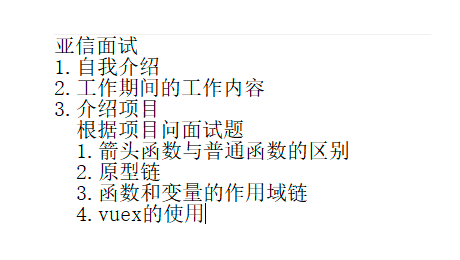 亚信面试
1.自我介绍
2.工作期间的工作内容
3.介绍项目
根据项目问面试题
1.箭头函数与普通函数的区别
2.原型链
3.函数和变量的作用域链
4.vuex的使用